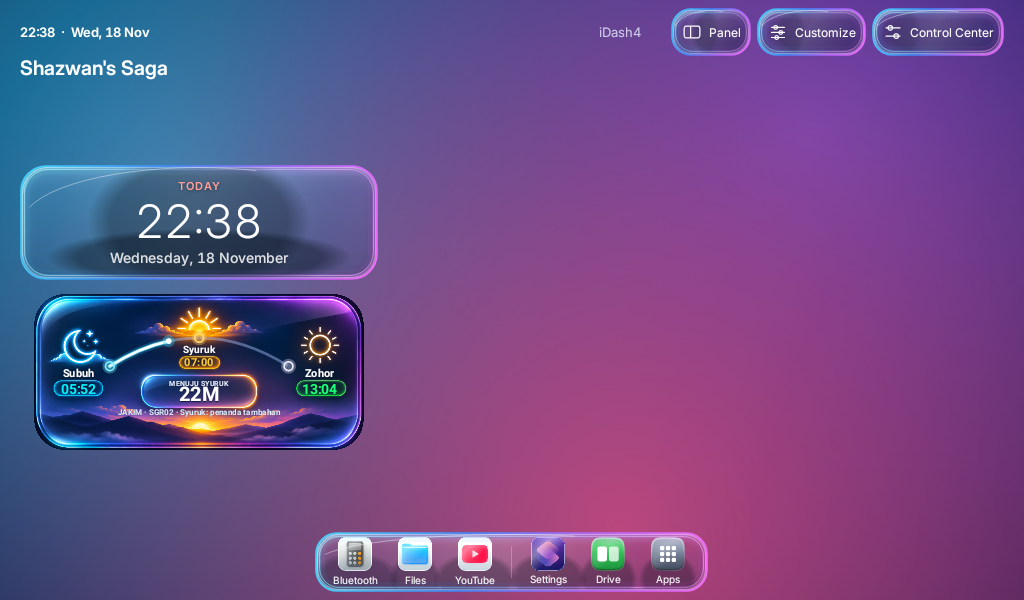 22:38 · Wed, 18 Nov
iDash4
Panel
Customize
Control Center
Shazwan's Saga
TODAY
22:38
Wednesday, 18 November
Syuruk
07:00
Subuh
05:52
Zohor
13:04
MENUJU SYURUK
22M
JAKIM · SGR02 · Syuruk: penanda tambahan
Bluetooth
Files
YouTube
Settings
Drive
Apps